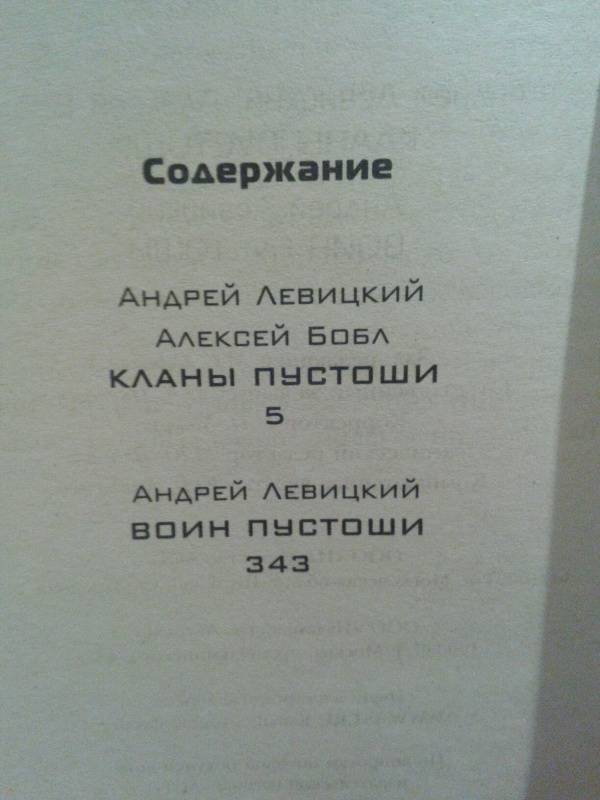 Содержание
Андрей Левицкий
Алексей Бобл
КЛАНЫ ПУСТОШИ
5
Андрей Левицкий
ВОИН ПУСТОШИ
343